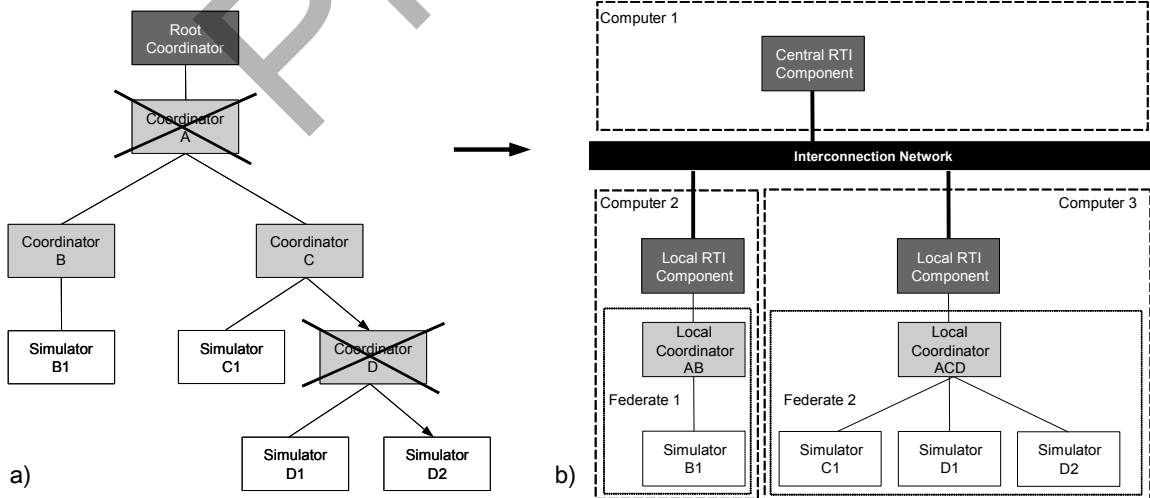 Root
Coordinator
Coordinator
A
Coordinator
B
Coordinator
C
Simulator
B1
Simulator
C1
Coordinator
D
Simulator
D1
Simulator
D2
a)
Computer 1
Central RTI
Component
Interconnection Network
Computer 2
Computer 3
Local RTI
Component
Local RTI
Component
Local
Coordinator
AB
Local
Coordinator
ACD
Federate 1
Federate 2
Simulator
B1
Simulator
C1
Simulator
D1
Simulator
D2
b)